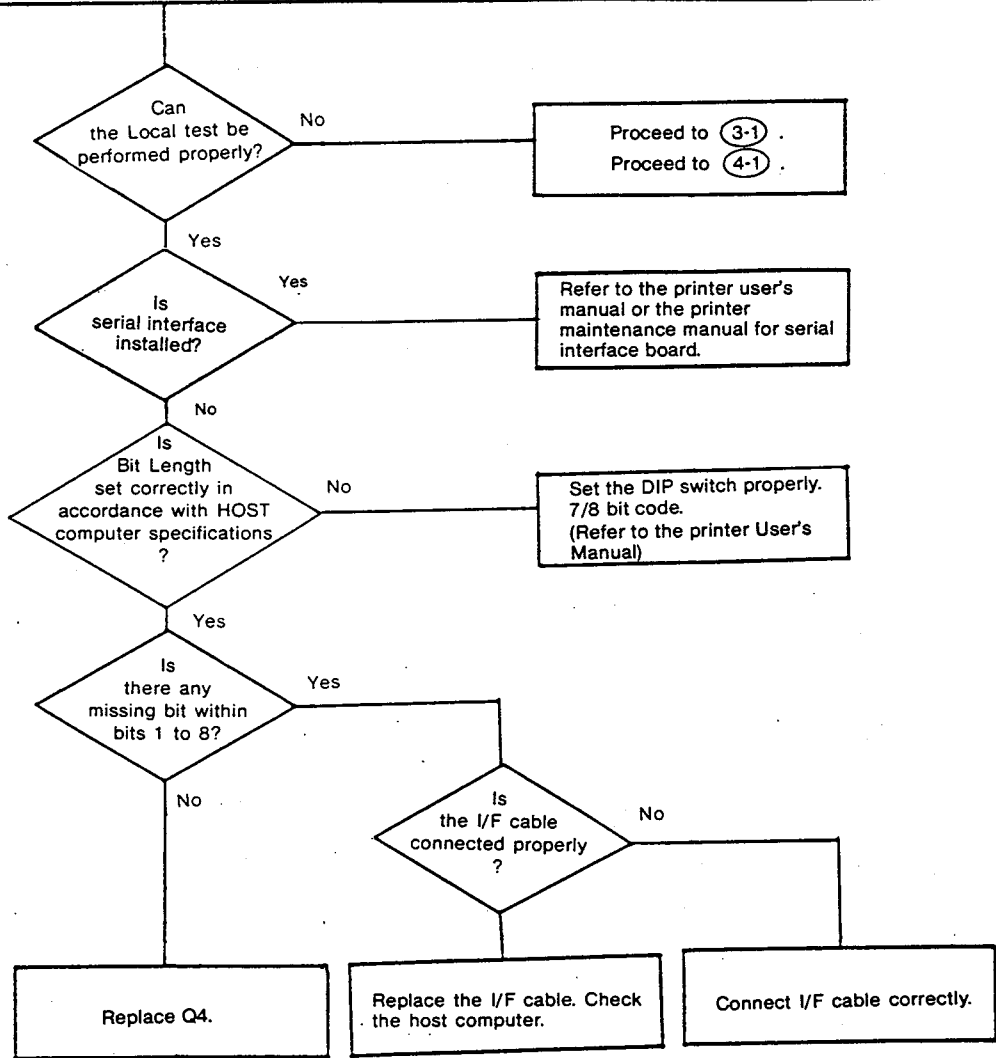 Can
the Local test be
performed properly?
No
Proceed to 3-1 .
Proceed to 4-1 .
Yes
Is
serial interface
installed?
Yes
Refer to the printer user's
manual or the printer
maintenance manual for serial
interface board.
No
Is
Bit Length
set correctly in
accordance with HOST
computer specifications
?
No
Set the DIP switch properly.
7/8 bit code.
(Refer to the printer User's
Manual)
Yes
Is
there any
missing bit within
bits 1 to 8?
Yes
No
Is
the I/F cable
connected properly
?
No
Replace Q4.
Replace the I/F cable. Check
the host computer.
Connect I/F cable correctly.